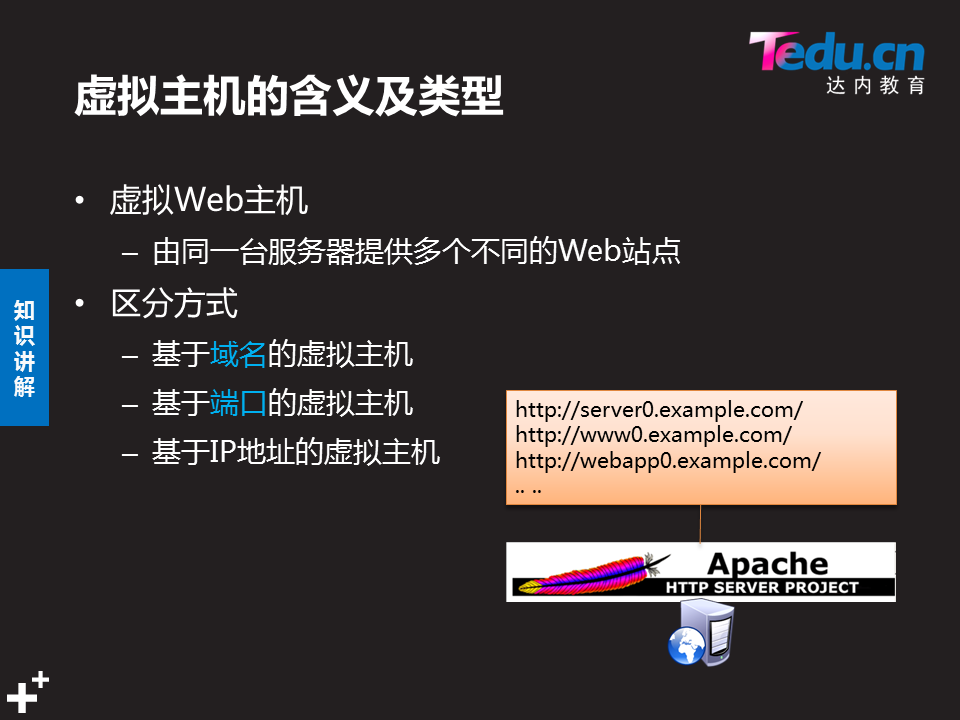 Tedu.cn
达内教育
虚拟主机的含义及类型
• 虚拟Web主机
– 由同一台服务器提供多个不同的Web站点
• 区分方式
– 基于域名的虚拟主机
– 基于端口的虚拟主机
– 基于IP地址的虚拟主机
知识讲解
http://server0.example.com/
http://www0.example.com/
http://webapp0.example.com/
.. ..
Apache
HTTP SERVER PROJECT